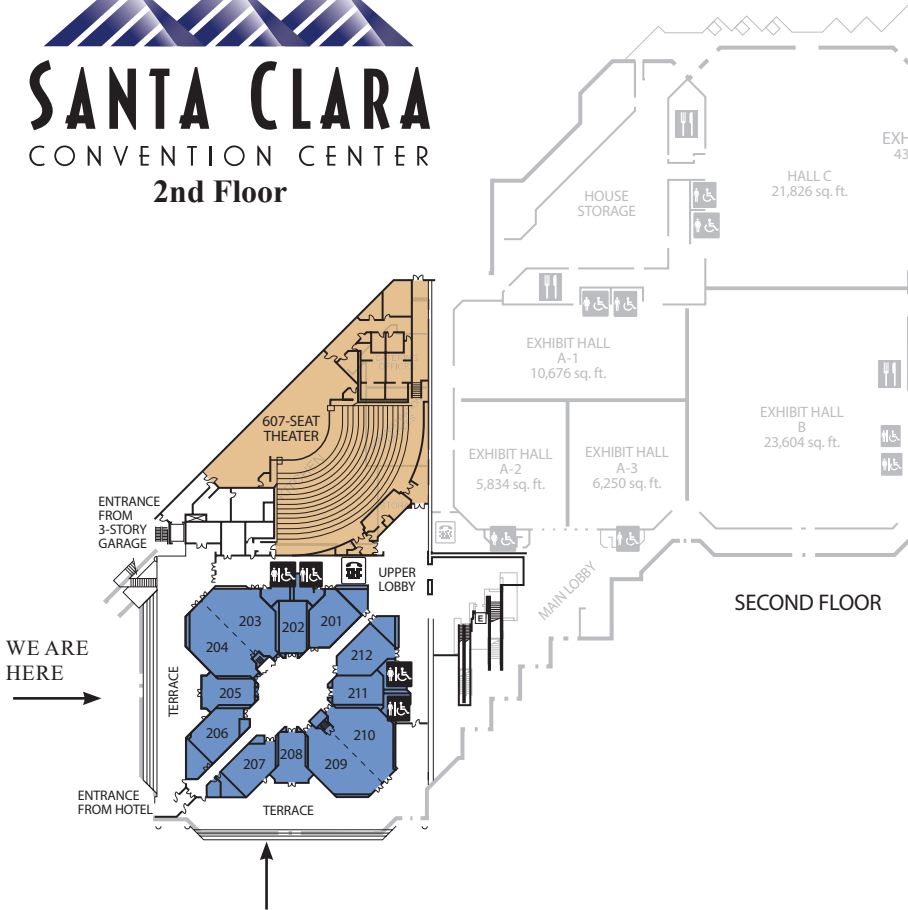 SANTA CLARA
CONVENTION CENTER
2nd Floor
HOUSE
STORAGE
HALL C
21,826 sq. ft.
EXH
43
EXHIBIT HALL
A-1
10,676 sq. ft.
EXHIBIT HALL
A-2
5,834 sq. ft.
EXHIBIT HALL
A-3
6,250 sq. ft.
EXHIBIT HALL
B
23,604 sq. ft.
607-SEAT
THEATER
ENTRANCE
FROM
3-STORY
GARAGE
UPPER
LOBBY
MAIN LOBBY
E
SECOND FLOOR
WE ARE
HERE
TERRACE
203
202
201
204
212
205
211
206
210
207
208
209
ENTRANCE
FROM HOTEL
TERRACE